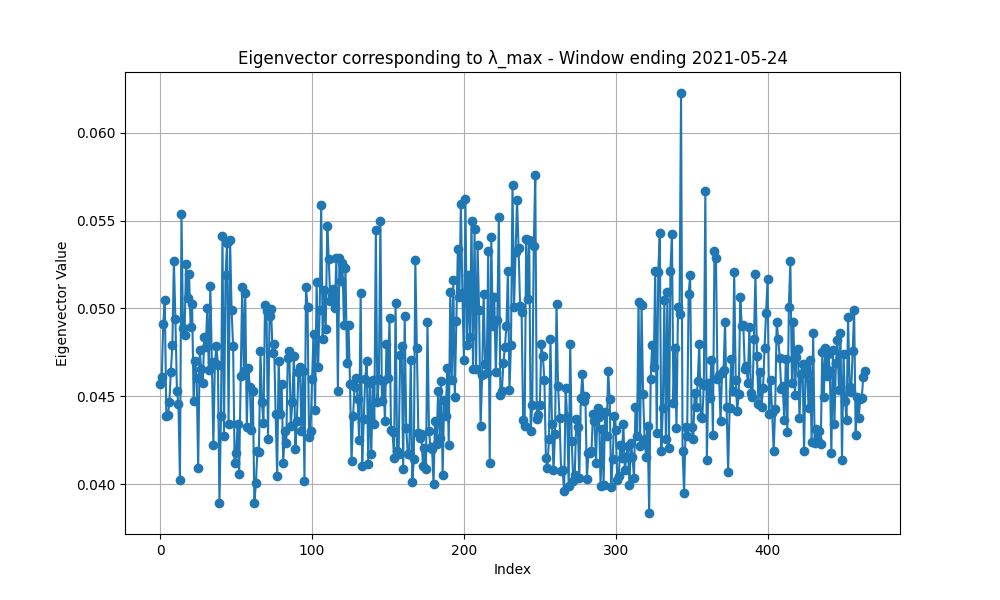 Eigenvector corresponding to λ_max - Window ending 2021-05-24
Eigenvector Value
0.060
0.055
0.050
0.045
0.040
0 100 200 300 400
Index